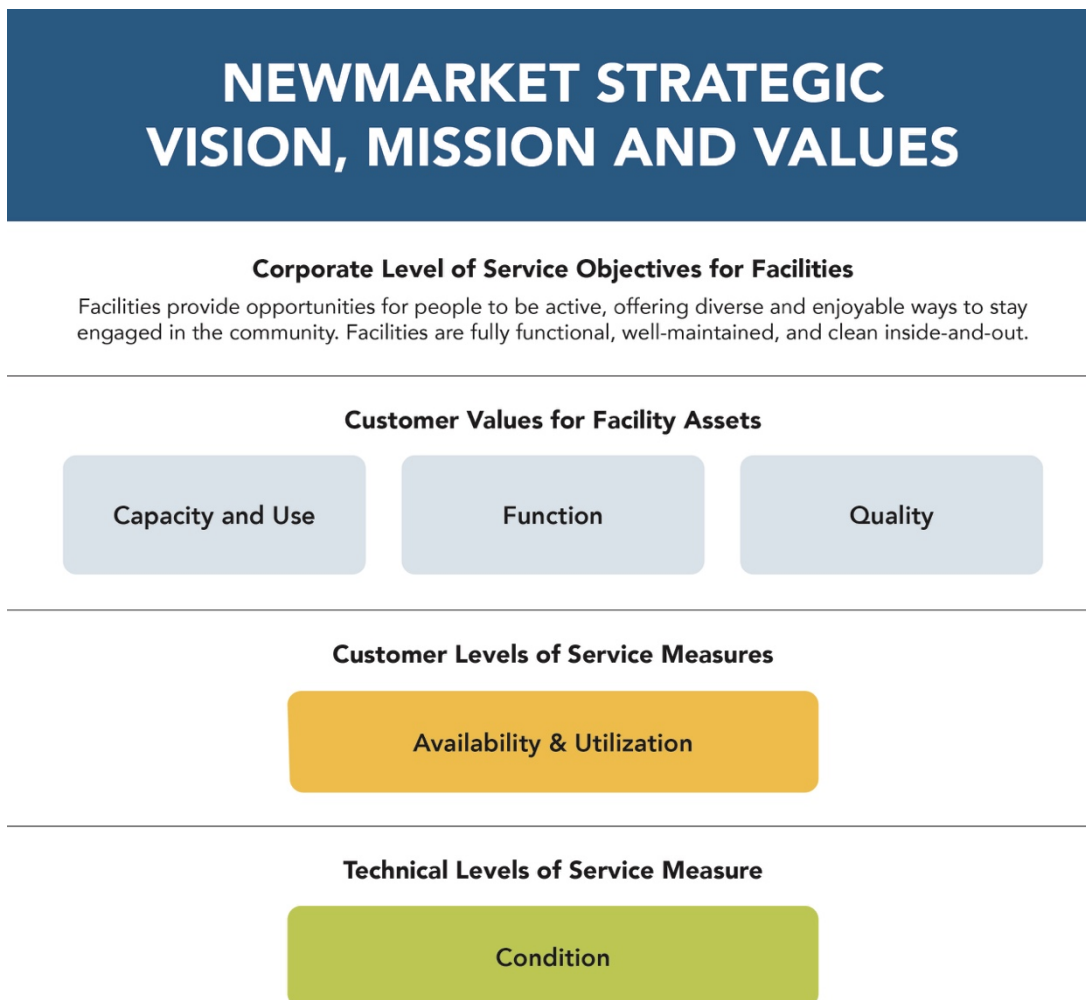 NEWMARKET STRATEGIC
VISION, MISSION AND VALUES
Corporate Level of Service Objectives for Facilities
Facilities provide opportunities for people to be active, offering diverse and enjoyable ways to stay
engaged in the community. Facilities are fully functional, well-maintained, and clean inside-and-out.
Customer Values for Facility Assets
Capacity and Use
Function
Quality
Customer Levels of Service Measures
Availability & Utilization
Technical Levels of Service Measure
Condition